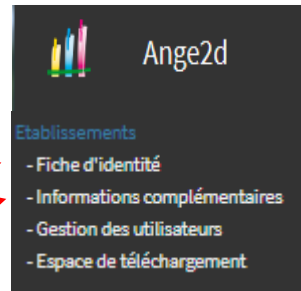 Ange2d
Etablissements
- Fiche d'identité
- Informations complémentaires
- Gestion des utilisateurs
- Espace de téléchargement